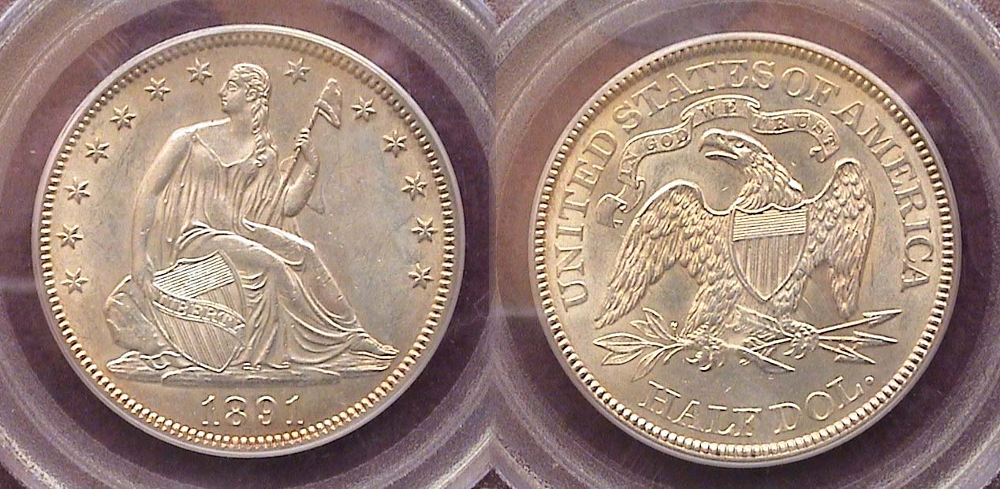 LIBERTY
1891
UNITED STATES OF AMERICA
IN GOD WE TRUST
HALF DOL.